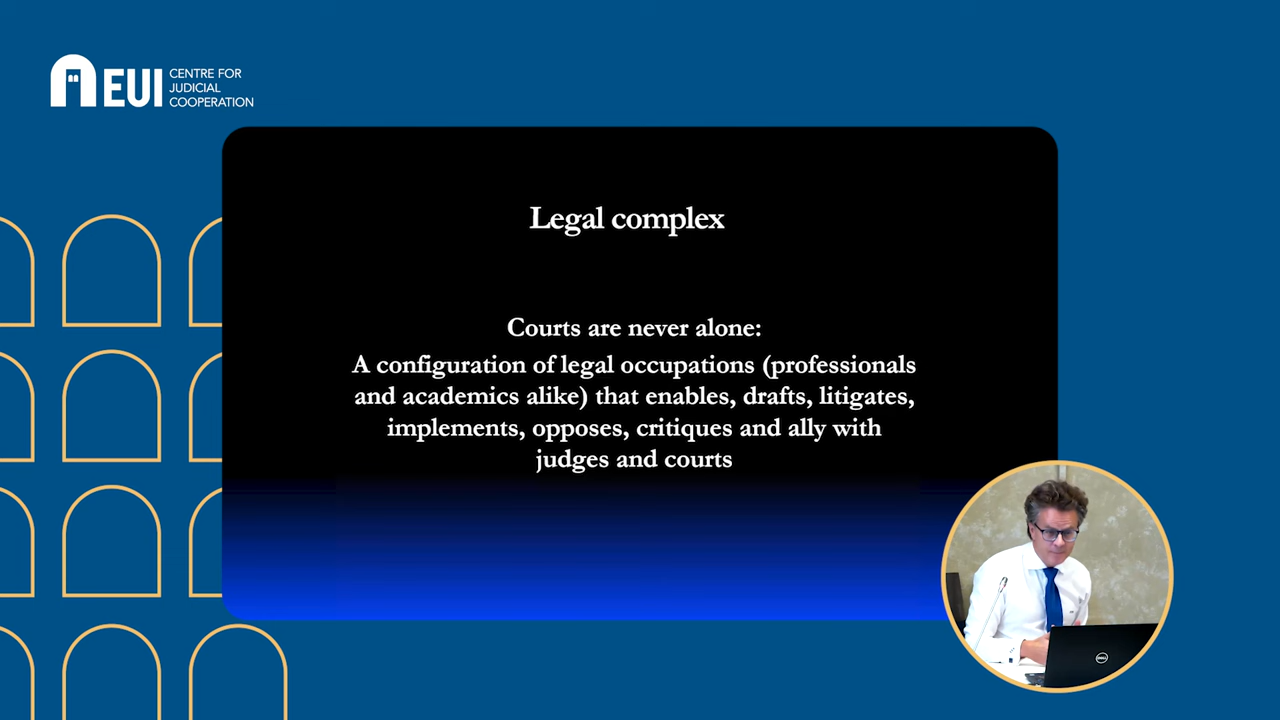 EUI
CENTRE FOR
JUDICIAL
COOPERATION
Legal complex
Courts are never alone:
A configuration of legal occupations (professionals
and academics alike) that enables, drafts, litigates,
implements, opposes, critiques and ally with
judges and courts
DELL